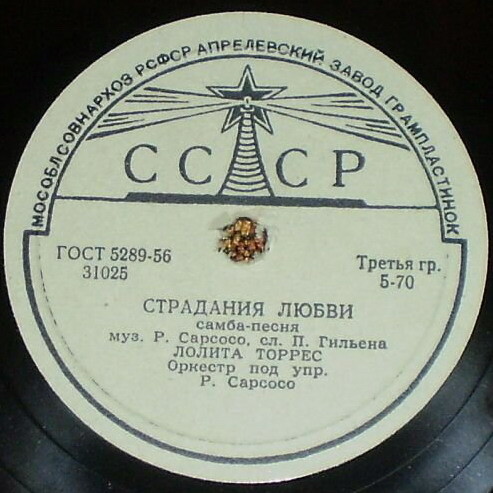 МОСОБЛСОВНАРХОЗ РСФСР АПРЕЛЕВСКИЙ ЗАВОД ГРАМПЛАСТИНОК
СССР
ГОСТ 5289-56
31025
Третья гр.
5-70
СТРАДАНИЯ ЛЮБВИ
самба-песня
муз. Р. Сарсосо, сл. П. Гильена
ЛОЛИТА ТОРРЕС
Оркестр под упр.
Р. Сарсосо